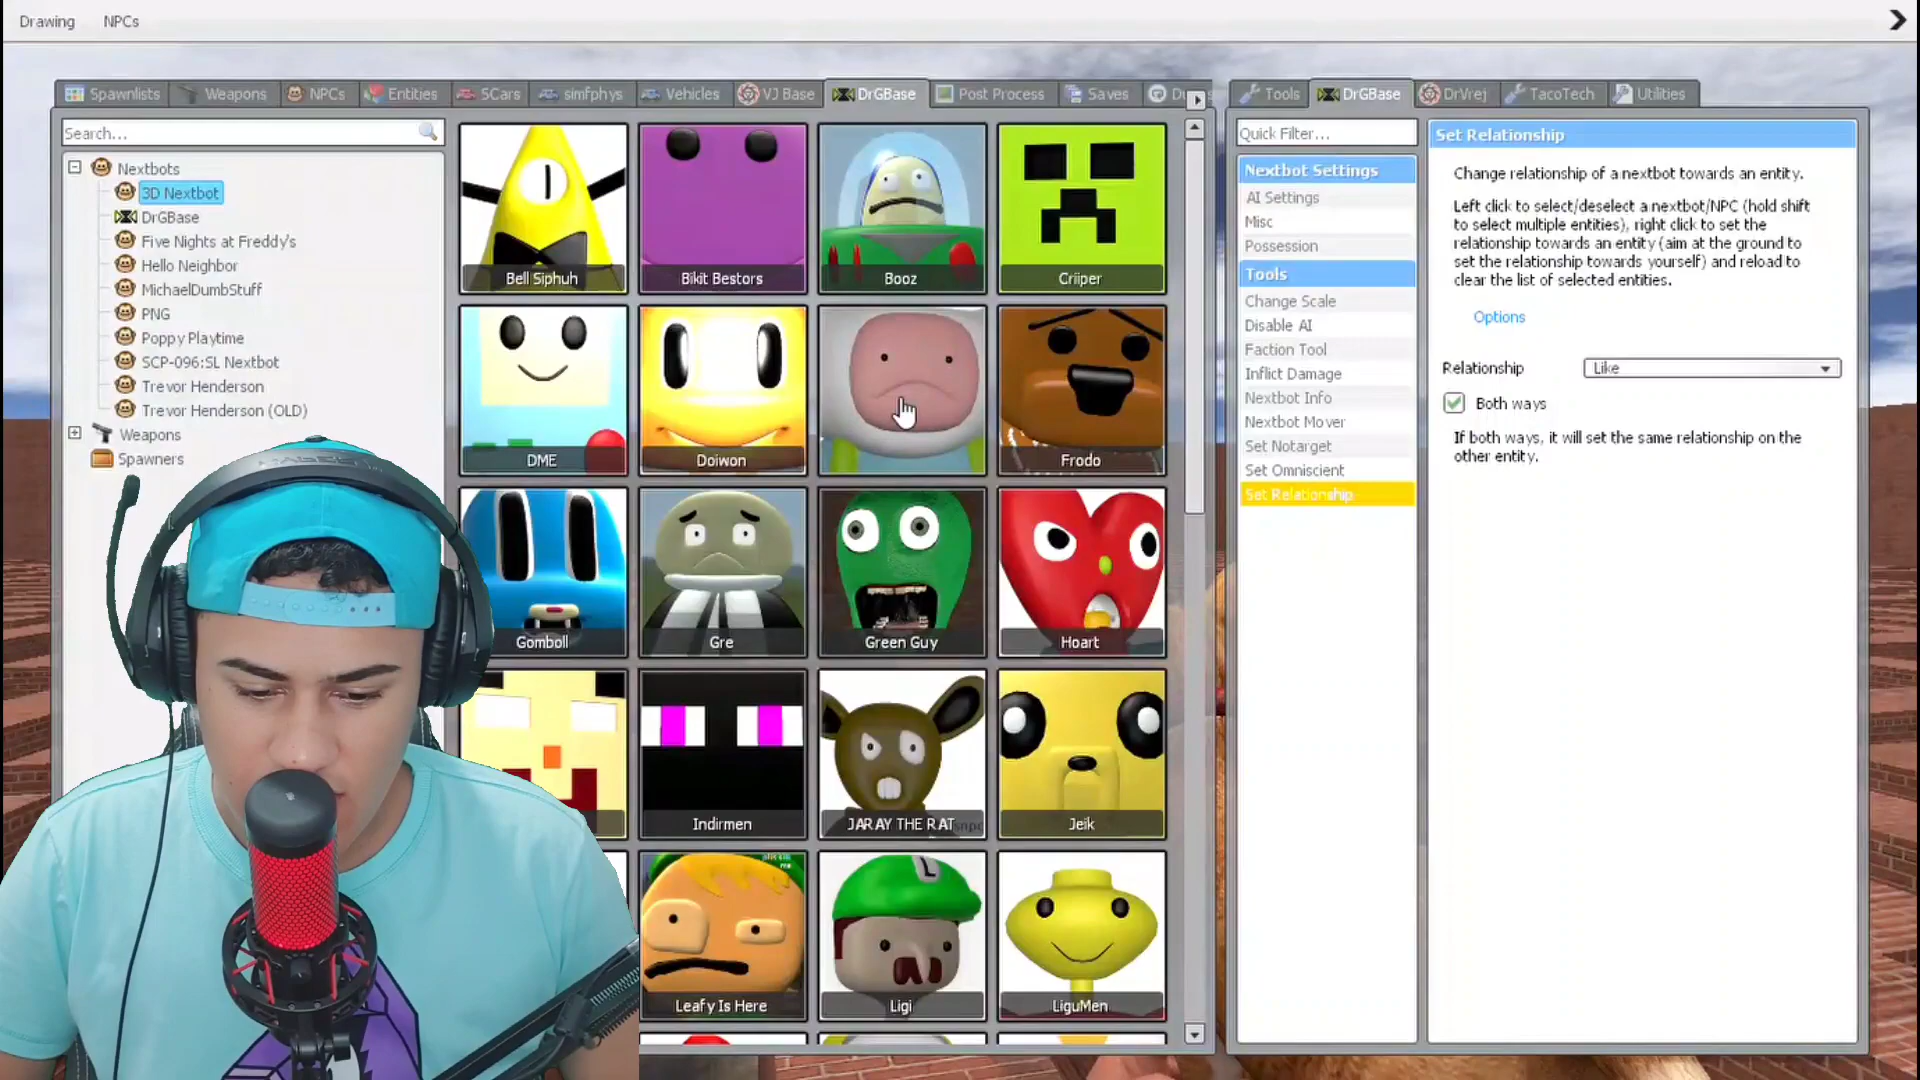 Drawing NPCs
Spawnlists Weapons NPCs Entities SCars simfphys Vehicles VJ Base DrGBase Post Process Saves
Search...
Nextbots
3D Nextbot
DrGBase
Five Nights at Freddy's
Hello Neighbor
MichaelDumbStuff
PNG
Poppy Playtime
SCP-096:SL Nextbot
Trevor Henderson
Trevor Henderson (OLD)
Weapons
Spawners
Bell Siphuh Bikit Bestors Booz Criiper
DME Doiwon Frodo
Gomboll Gre Green Guy Hoart
Indirmen JARAY THE RAT Jeik
Leafy Is Here Ligi LiguMen
L
Tools DrGBase DrVrej TacoTech Utilities
Quick Filter...
Nextbot Settings
AI Settings
Misc
Possession
Tools
Change Scale
Disable AI
Faction Tool
Inflict Damage
Nextbot Info
Nextbot Mover
Set Notarget
Set Omniscient
Set Relationship
Set Relationship
Change relationship of a nextbot towards an entity.
Left click to select/deselect a nextbot/NPC (hold shift
to select multiple entities), right click to set the
relationship towards an entity (aim at the ground to
set the relationship towards yourself) and reload to
clear the list of selected entities.
Options
Relationship Like
Both ways
If both ways, it will set the same relationship on the
other entity.